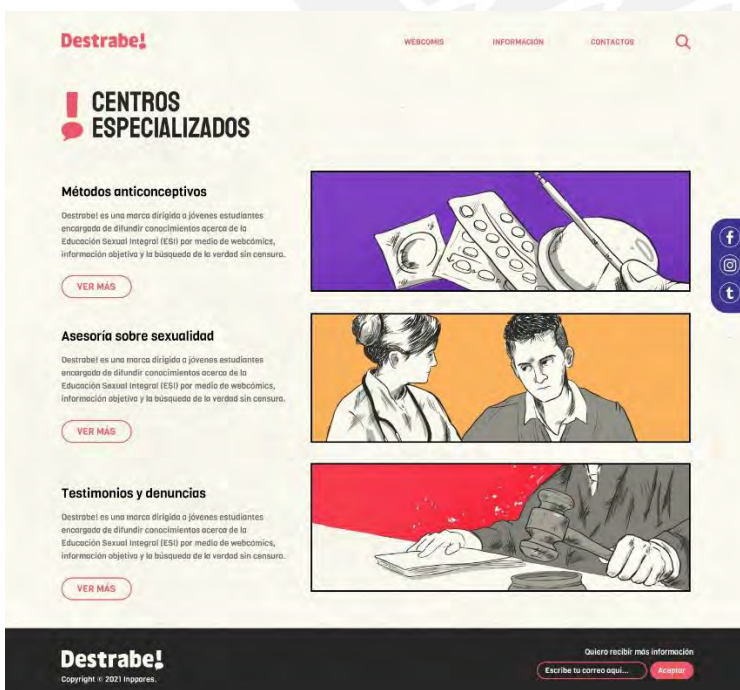 Destrabe!
WEBCOMIS
INFORMACIÓN
CONTACTOS
CENTROS
ESPECIALIZADOS
Métodos anticonceptivos
Destrabe! es una marca dirigida a jóvenes estudiantes
encargada de difundir conocimientos acerca de la
Educación Sexual Integral (ESI) por medio de webcómics,
información objetiva y la búsqueda de la verdad sin censura.
VER MÁS
Asesoría sobre sexualidad
Destrabe! es una marca dirigida a jóvenes estudiantes
encargada de difundir conocimientos acerca de la
Educación Sexual Integral (ESI) por medio de webcómics,
información objetiva y la búsqueda de la verdad sin censura.
VER MÁS
Testimonios y denuncias
Destrabe! es una marca dirigida a jóvenes estudiantes
encargada de difundir conocimientos acerca de la
Educación Sexual Integral (ESI) por medio de webcómics,
información objetiva y la búsqueda de la verdad sin censura.
VER MÁS
Destrabe!
Copyright © 2021 Inppares.
Quiero recibir más información
Escribe tu correo aquí...
Aceptar